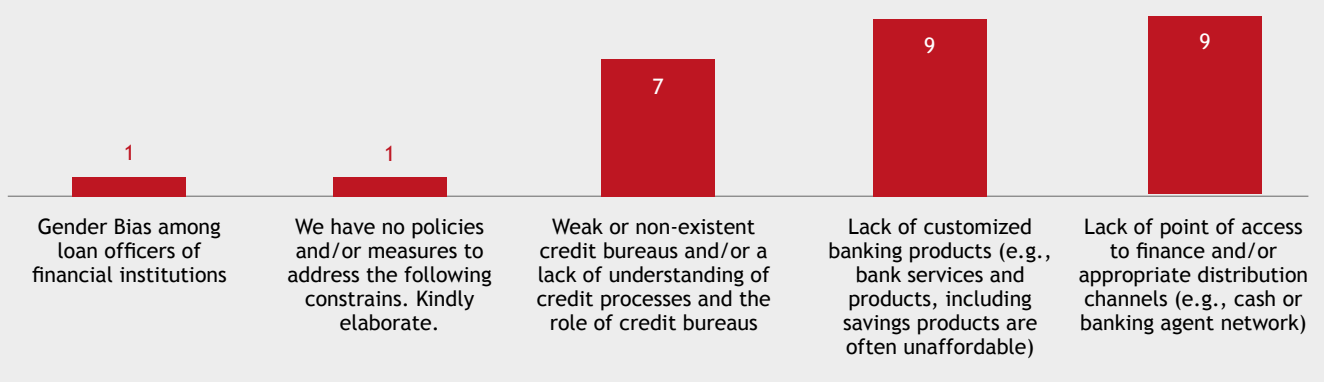 1
1
7
9
9
Gender Bias among
loan officers of
financial institutions
We have no policies
and/or measures to
address the following
constrains. Kindly
elaborate.
Weak or non-existent
credit bureaus and/or a
lack of understanding of
credit processes and the
role of credit bureaus
Lack of customized
banking products (e.g.,
bank services and
products, including
savings products are
often unaffordable)
Lack of point of access
to finance and/or
appropriate distribution
channels (e.g., cash or
banking agent network)